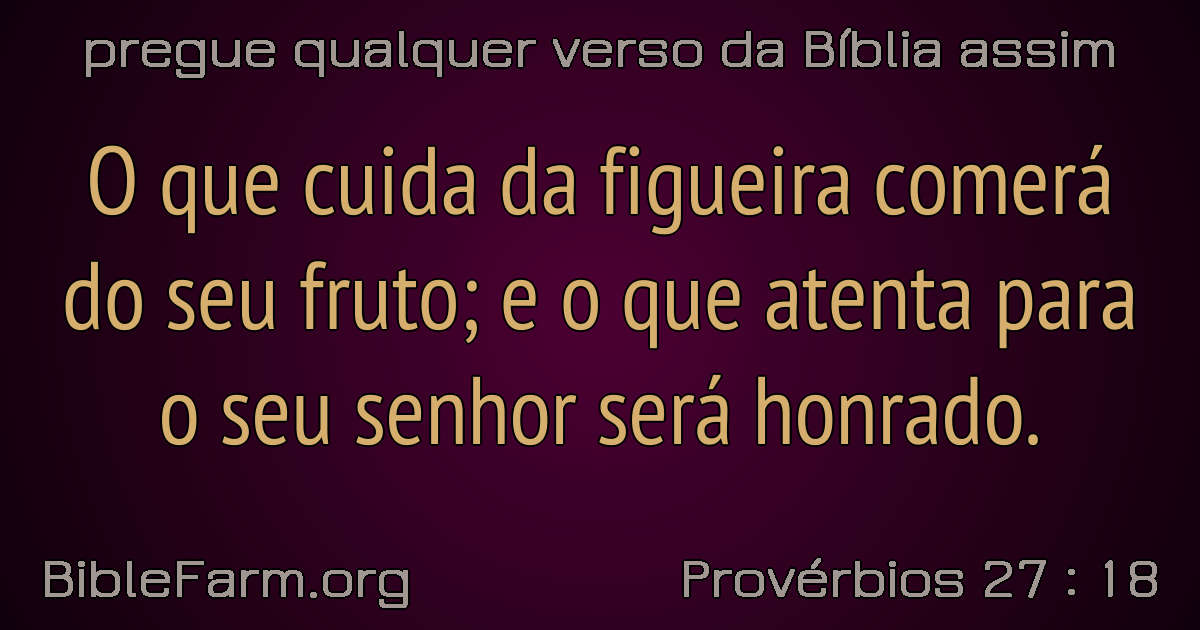 pregue qualquer verso da Bíblia assim
O que cuida da figueira comerá
do seu fruto; e o que atenta para
o seu senhor será honrado.
BibleFarm.org
Provérbios 27 : 18